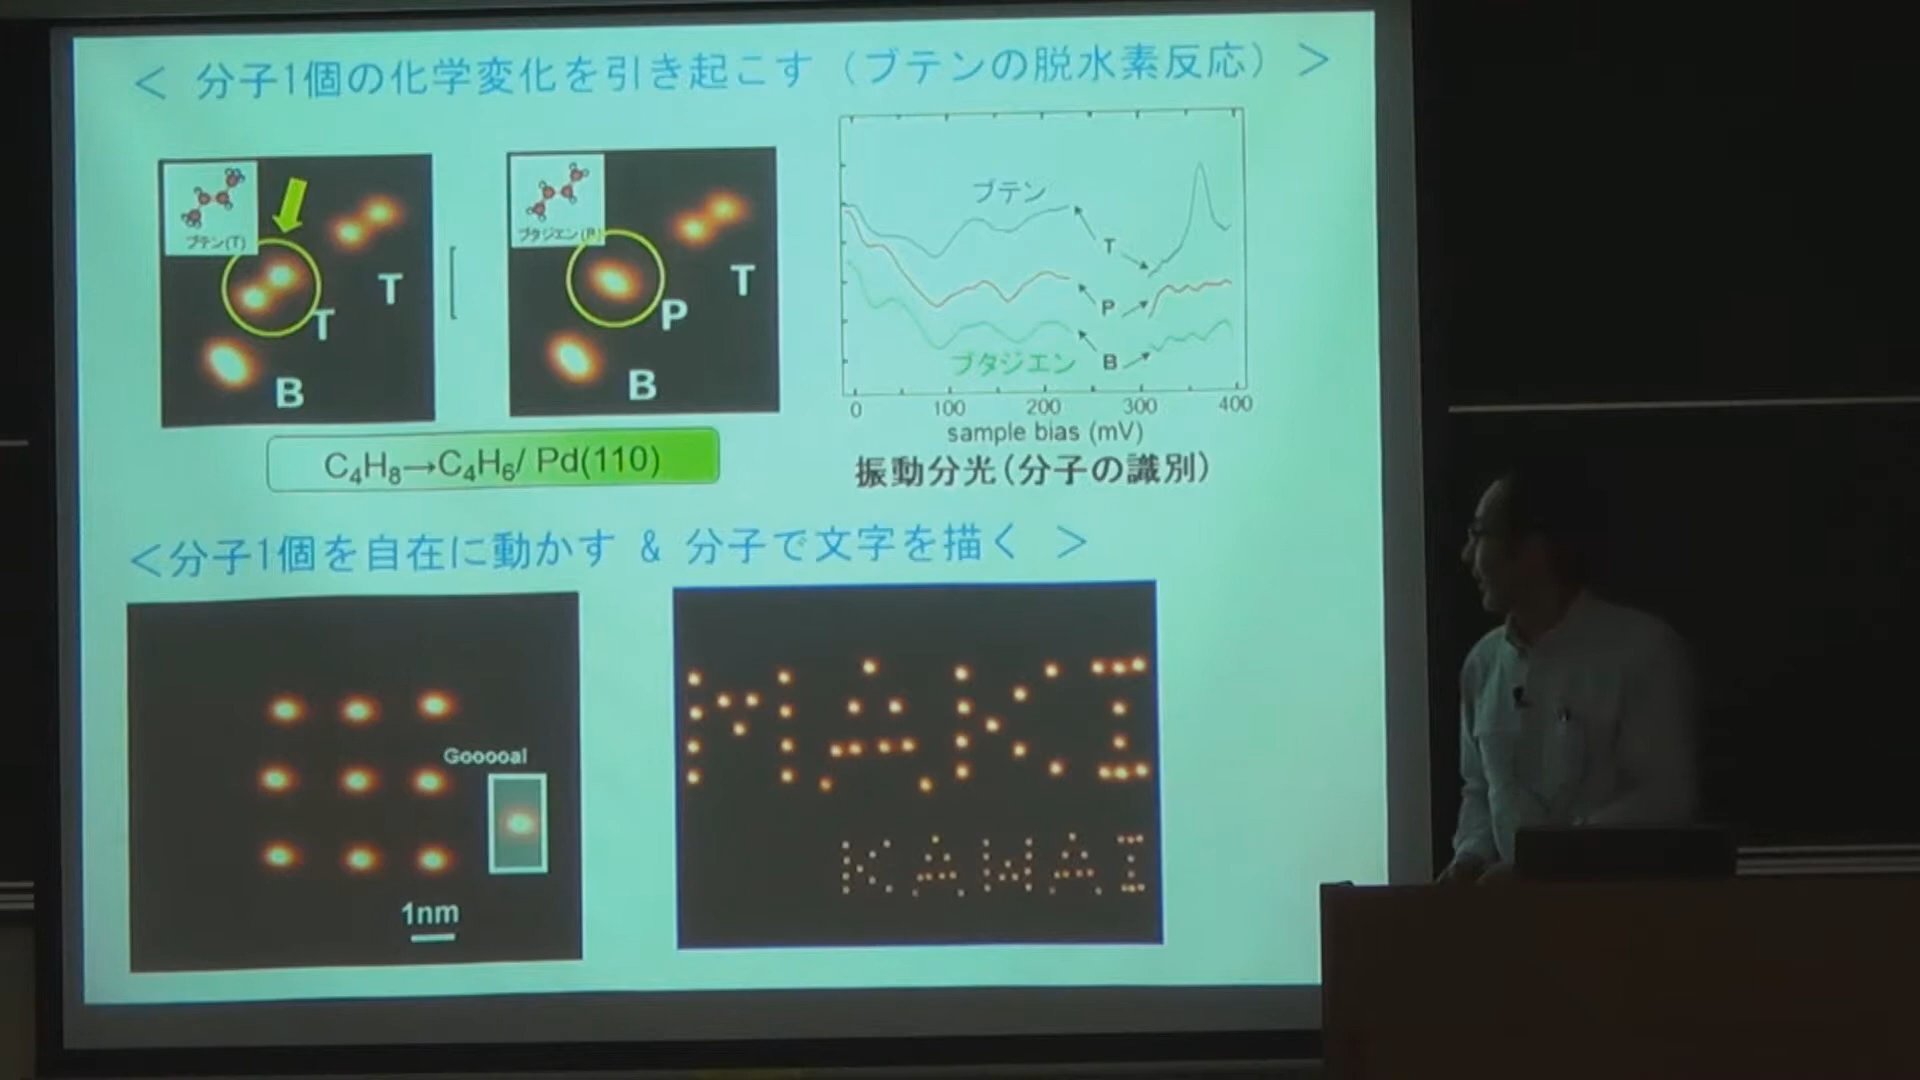 ＜ 分子1個の化学変化を引き起こす（ブテンの脱水素反応）＞
ブテン(T)
T
T
B
ブタジエン(B)
T
P
B
C₄H₈→C₄H₆/ Pd(110)
ブテン
T
P
B
ブタジエン
0 100 200 300 400
sample bias (mV)
振動分光（分子の識別）
＜分子1個を自在に動かす & 分子で文字を描く ＞
Gooooal
1nm
MAKI
KAWAI